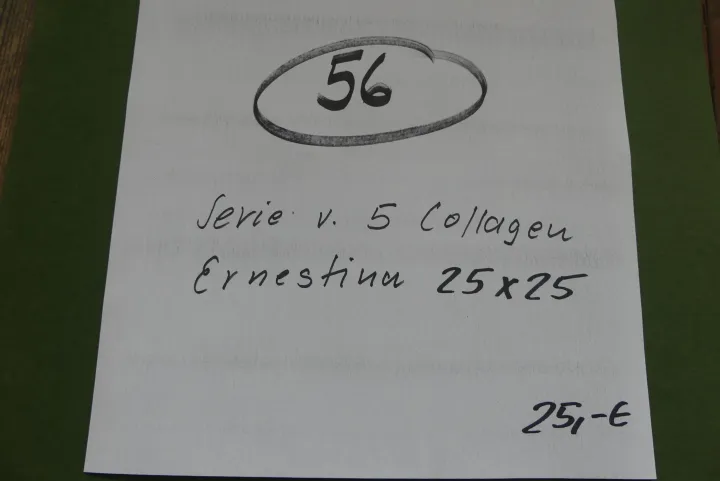 56
Serie v. 5 Collagen
Ernestina 25x25
25,-€